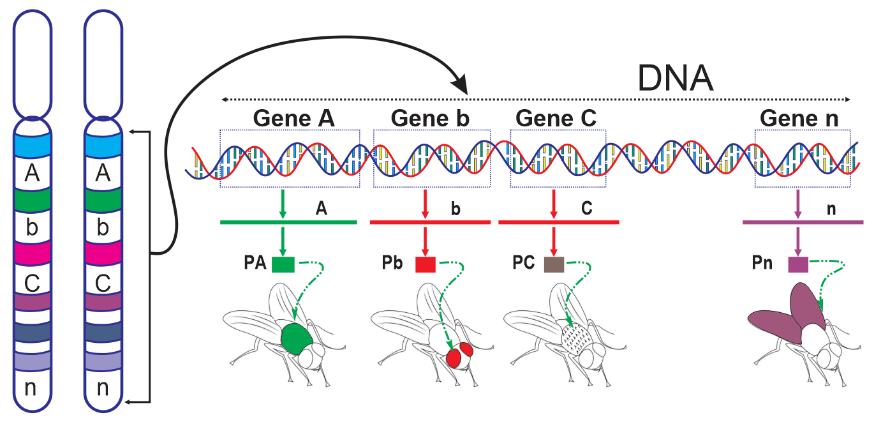 DNA
Gene A Gene b Gene C Gene n
A A
b b
C C
n n
A b C n
PA Pb PC Pn